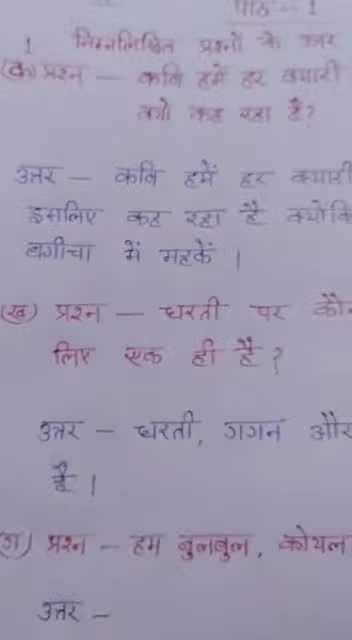 पाठ - 1
1 निम्नलिखित प्रश्नों के उत्तर
(क) प्रश्न — कवि हमें हर क्यारी
क्यों कह रहा है?
उत्तर — कवि हमें हर क्यारी
इसलिए कह रहा है क्योंकि
बगीचा में महकें ।
(ख) प्रश्न — धरती पर कौन
लिए एक ही है ?
उत्तर — धरती, गगन और
है ।
(ग) प्रश्न — हम बुलबुल, कोयल
उत्तर —